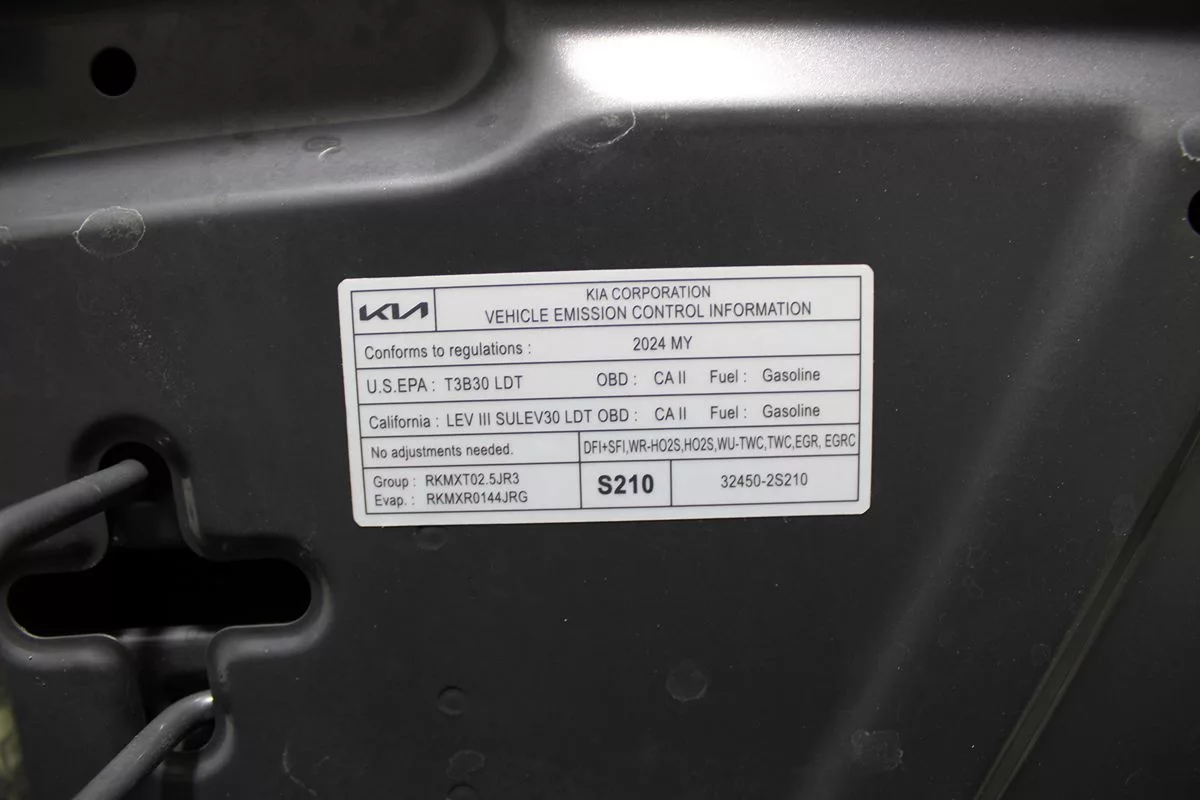 KIA
KIA CORPORATION
VEHICLE EMISSION CONTROL INFORMATION
Conforms to regulations : 2024 MY
U.S.EPA : T3B30 LDT OBD : CA II Fuel : Gasoline
California : LEV III SULEV30 LDT OBD : CA II Fuel : Gasoline
No adjustments needed. DFI+SFI,WR-HO2S,HO2S,WU-TWC,TWC,EGR, EGRC
Group : RKMXT02.5JR3
Evap. : RKMXR0144JRG
S210
32450-2S210